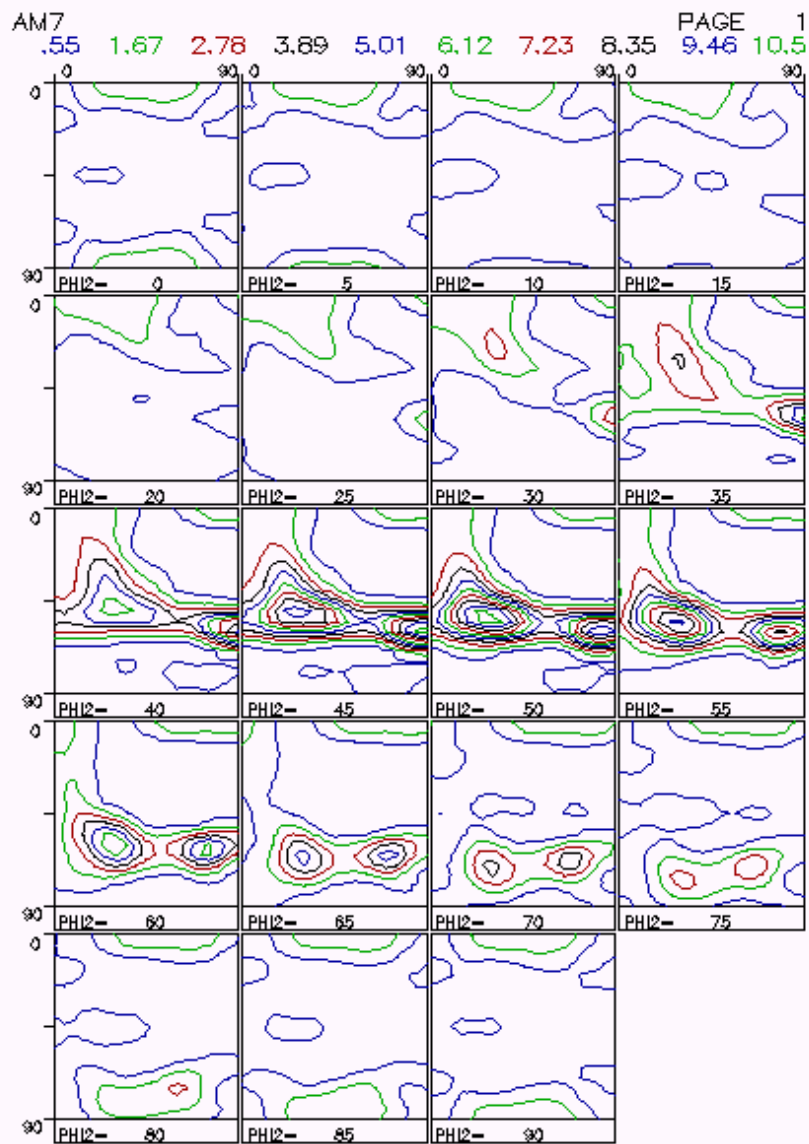 AM7 PAGE 1
.55 1.67 2.78 3.89 5.01 6.12 7.23 8.35 9.46 10.5
0 90 0 90 0 90 0 90
0
90 PHI2= 0 PHI2= 5 PHI2= 10 PHI2= 15
0
90 PHI2= 20 PHI2= 25 PHI2= 30 PHI2= 35
0
90 PHI2= 40 PHI2= 45 PHI2= 50 PHI2= 55
0
90 PHI2= 60 PHI2= 65 PHI2= 70 PHI2= 75
0
90 PHI2= 80 PHI2= 85 PHI2= 90